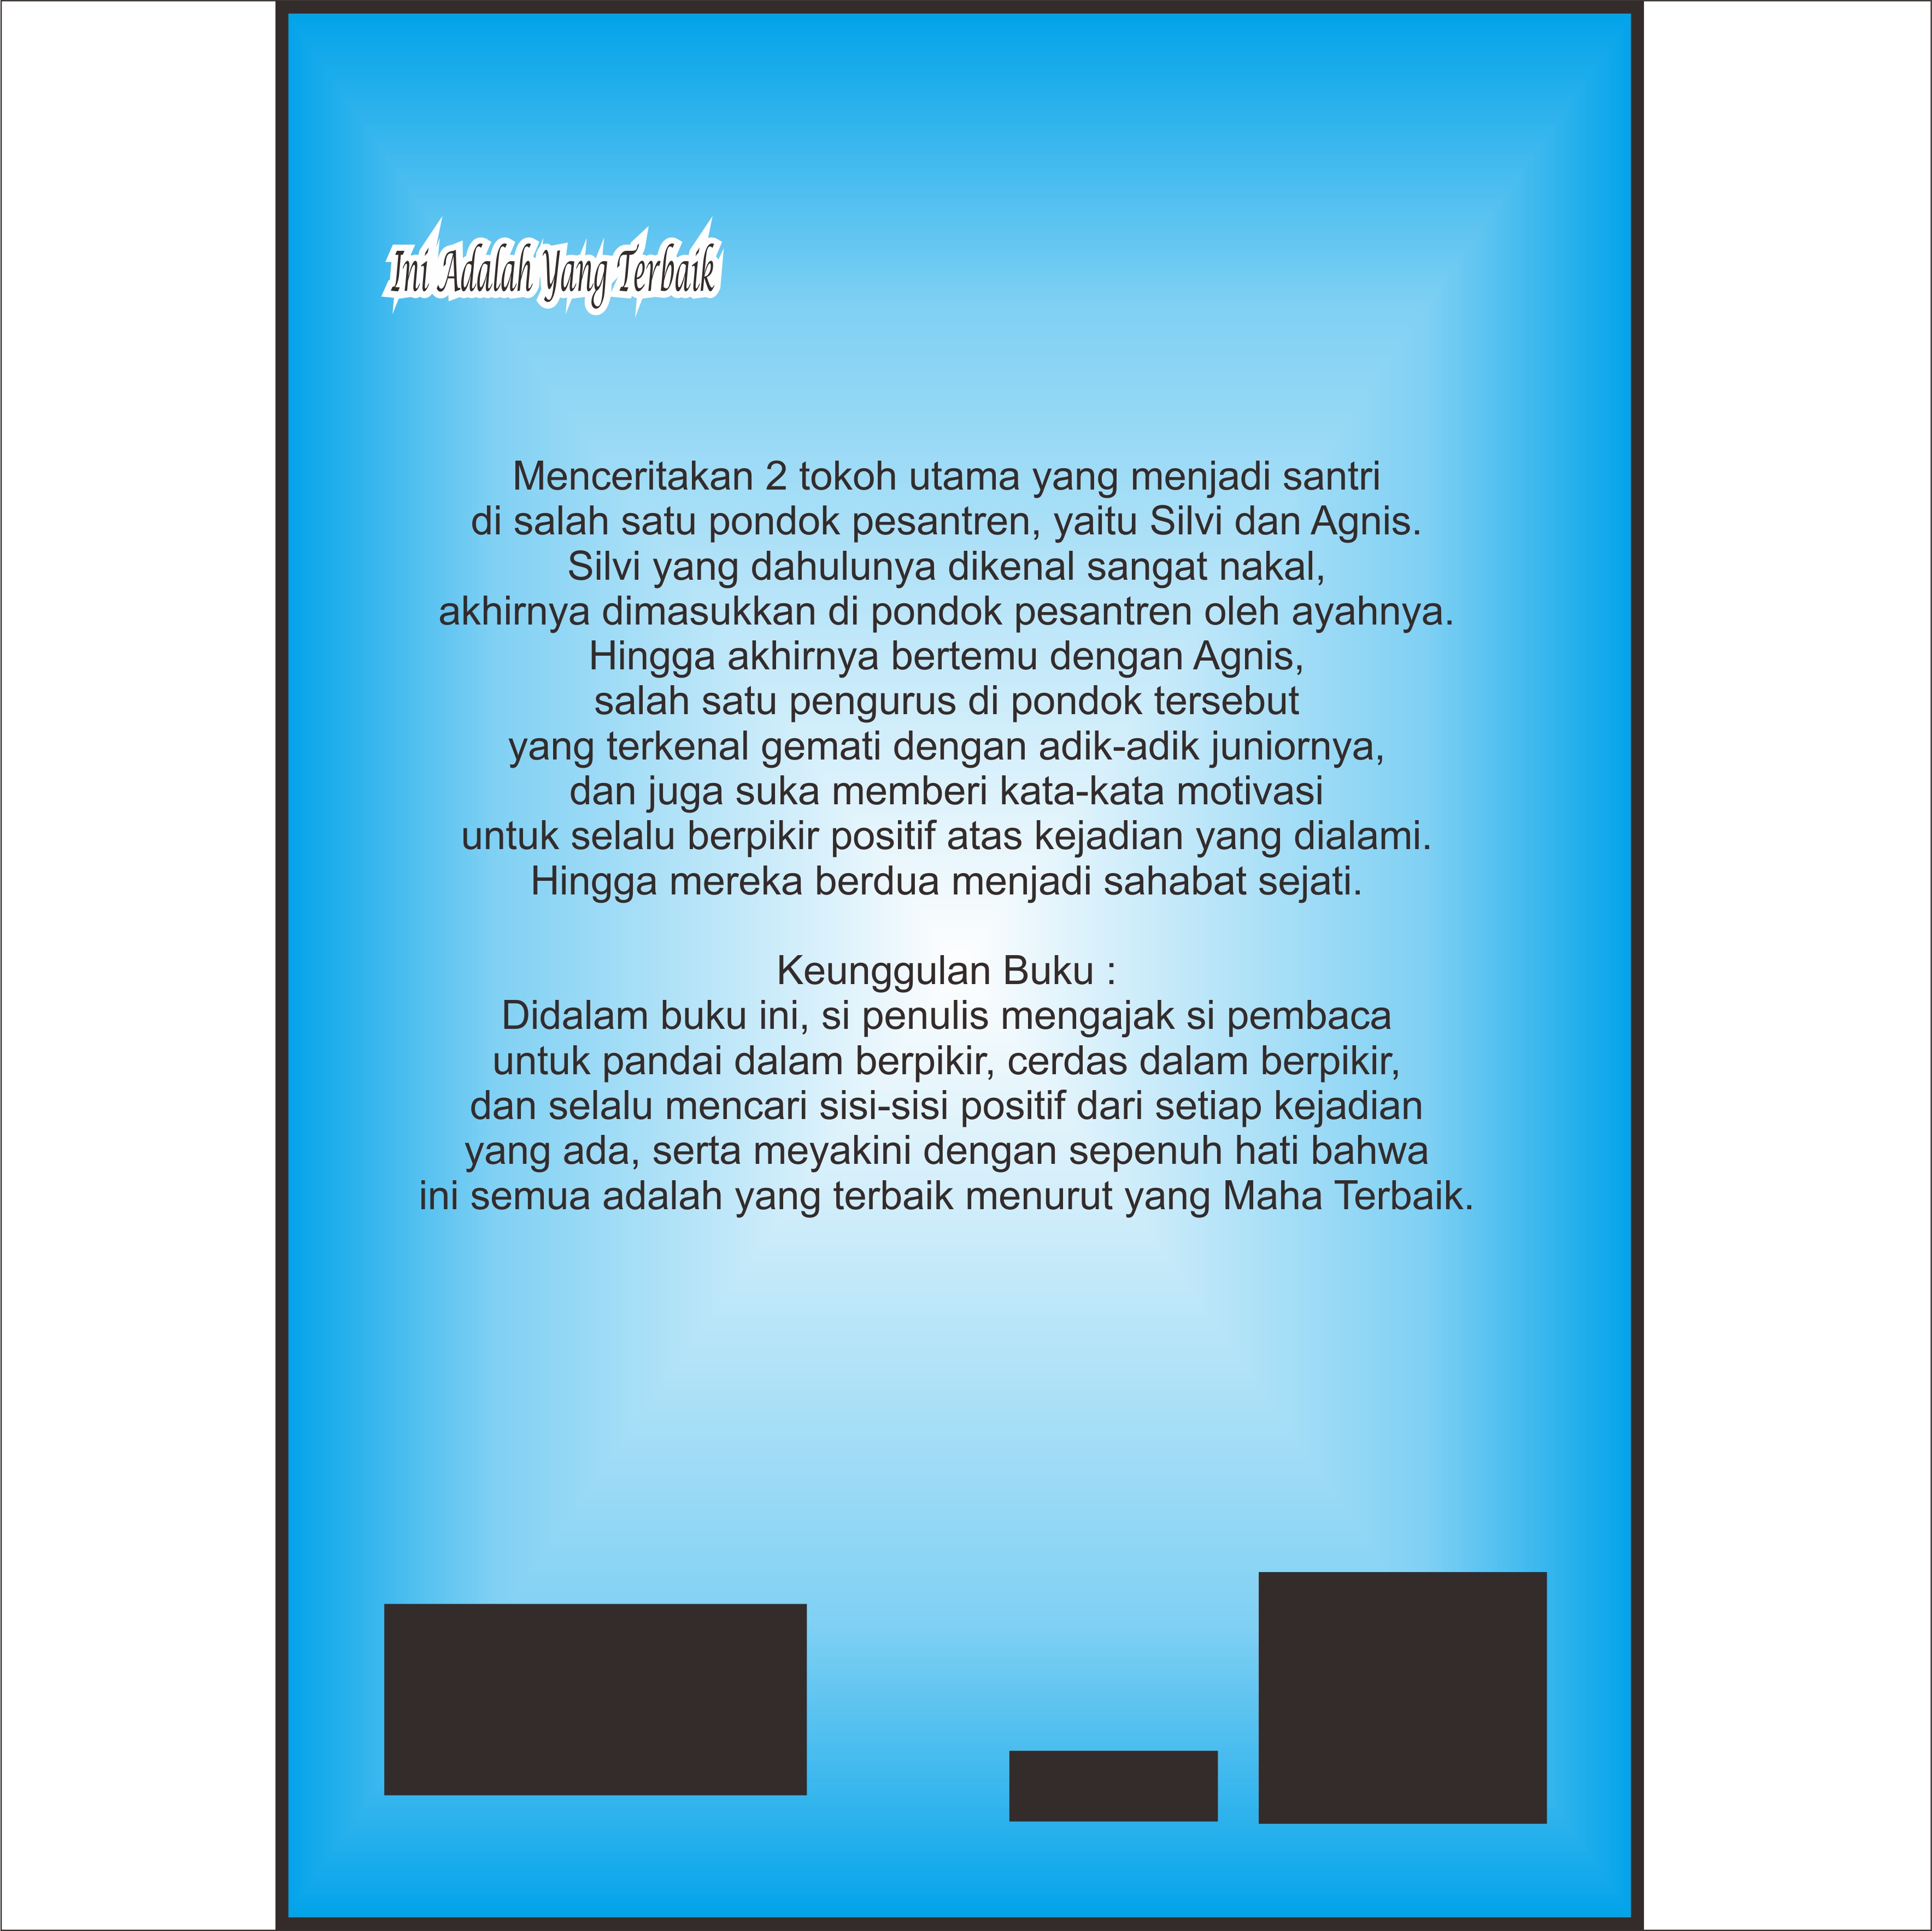 Ini Adalah Yang Terbaik
Menceritakan 2 tokoh utama yang menjadi santri
di salah satu pondok pesantren, yaitu Silvi dan Agnis.
Silvi yang dahulunya dikenal sangat nakal,
akhirnya dimasukkan di pondok pesantren oleh ayahnya.
Hingga akhirnya bertemu dengan Agnis,
salah satu pengurus di pondok tersebut
yang terkenal gemati dengan adik-adik juniornya,
dan juga suka memberi kata-kata motivasi
untuk selalu berpikir positif atas kejadian yang dialami.
Hingga mereka berdua menjadi sahabat sejati.
Keunggulan Buku :
Didalam buku ini, si penulis mengajak si pembaca
untuk pandai dalam berpikir, cerdas dalam berpikir,
dan selalu mencari sisi-sisi positif dari setiap kejadian
yang ada, serta meyakini dengan sepenuh hati bahwa
ini semua adalah yang terbaik menurut yang Maha Terbaik.